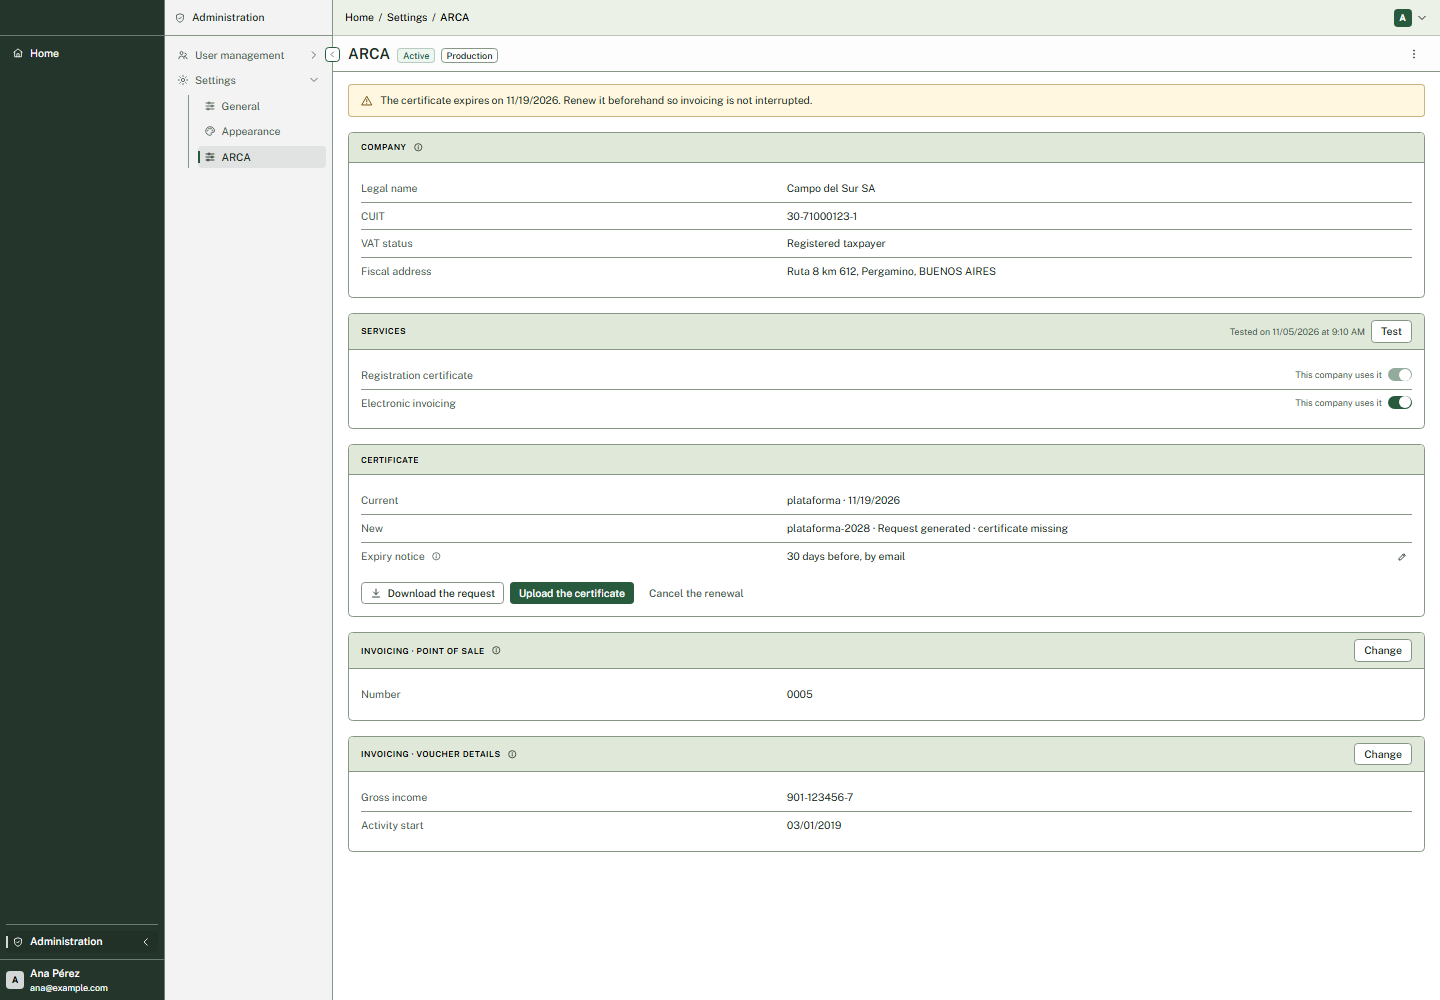 Administration
Home / Settings / ARCA
A
Home
User management
Settings
General
Appearance
ARCA
ARCA Active Production
The certificate expires on 11/19/2026. Renew it beforehand so invoicing is not interrupted.
COMPANY
Legal name Campo del Sur SA
CUIT 30-71000123-1
VAT status Registered taxpayer
Fiscal address Ruta 8 km 612, Pergamino, BUENOS AIRES
SERVICES Tested on 11/05/2026 at 9:10 AM Test
Registration certificate This company uses it
Electronic invoicing This company uses it
CERTIFICATE
Current plataforma · 11/19/2026
New plataforma-2028 · Request generated · certificate missing
Expiry notice 30 days before, by email
Download the request Upload the certificate Cancel the renewal
INVOICING · POINT OF SALE Change
Number 0005
INVOICING · VOUCHER DETAILS Change
Gross income 901-123456-7
Activity start 03/01/2019
Administration
A Ana Pérez
ana@example.com